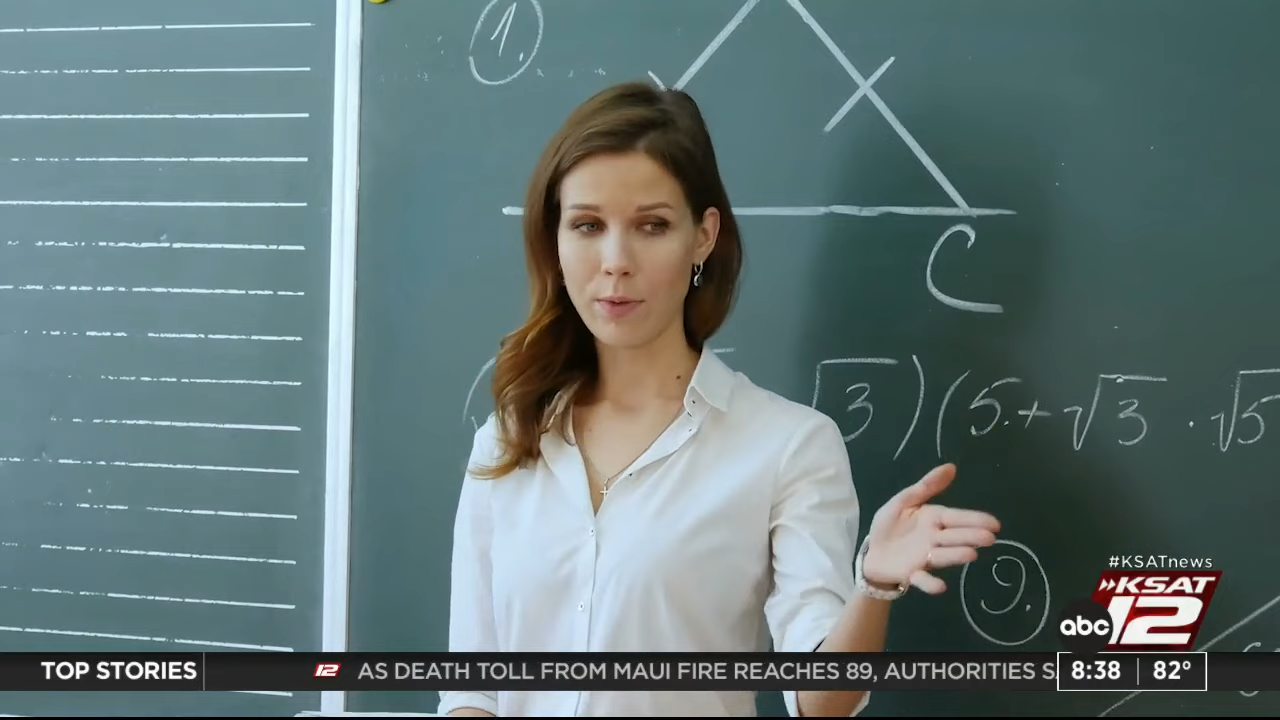 1.
C
√3)(5+√3·√5
9.
#KSATnews
KSAT
abc 12
TOP STORIES 12 AS DEATH TOLL FROM MAUI FIRE REACHES 89, AUTHORITIES S 8:38 82°